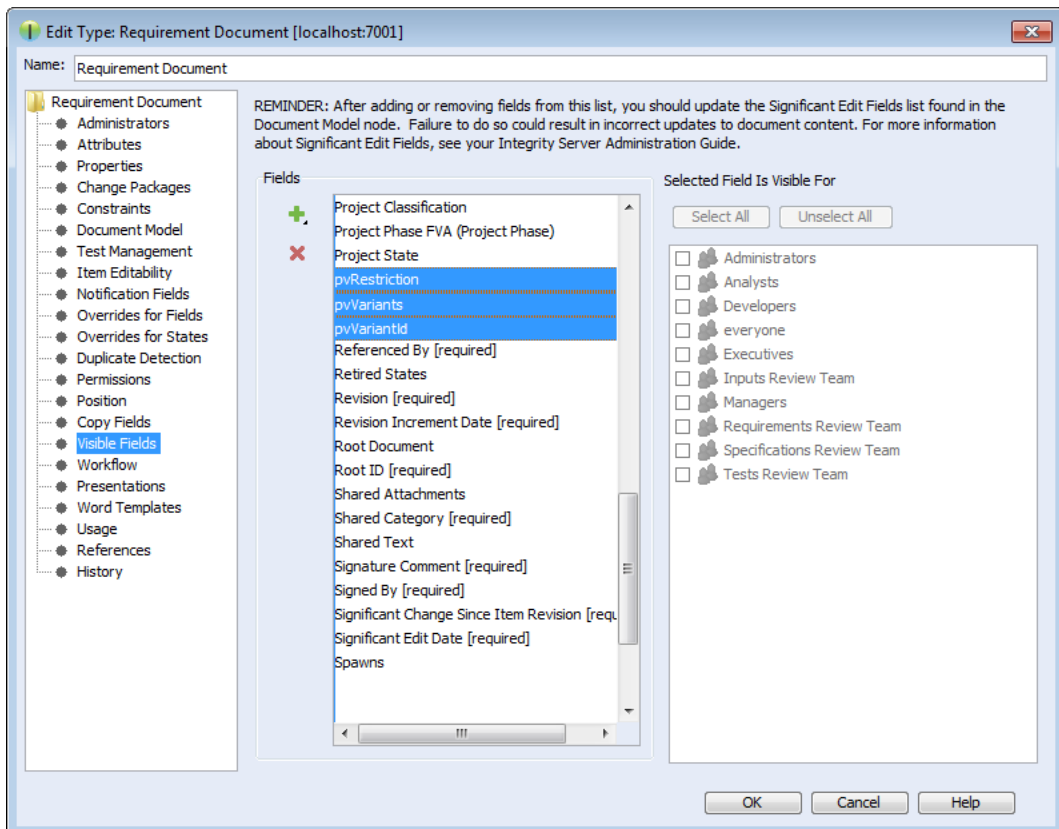 Edit Type: Requirement Document [localhost:7001]
Name: Requirement Document
Requirement Document
Administrators
Attributes
Properties
Change Packages
Constraints
Document Model
Test Management
Item Editability
Notification Fields
Overrides for Fields
Overrides for States
Duplicate Detection
Permissions
Position
Copy Fields
Visible Fields
Workflow
Presentations
Word Templates
Usage
References
History
REMINDER: After adding or removing fields from this list, you should update the Significant Edit Fields list found in the
Document Model node. Failure to do so could result in incorrect updates to document content. For more information
about Significant Edit Fields, see your Integrity Server Administration Guide.
Fields
Project Classification
Project Phase FVA (Project Phase)
Project State
pvRestriction
pvVariants
pvVariantId
Referenced By [required]
Retired States
Revision [required]
Revision Increment Date [required]
Root Document
Root ID [required]
Shared Attachments
Shared Category [required]
Shared Text
Signature Comment [required]
Signed By [required]
Significant Change Since Item Revision [requ
Significant Edit Date [required]
Spawns
Selected Field Is Visible For
Select All Unselect All
Administrators
Analysts
Developers
everyone
Executives
Inputs Review Team
Managers
Requirements Review Team
Specifications Review Team
Tests Review Team
OK Cancel Help